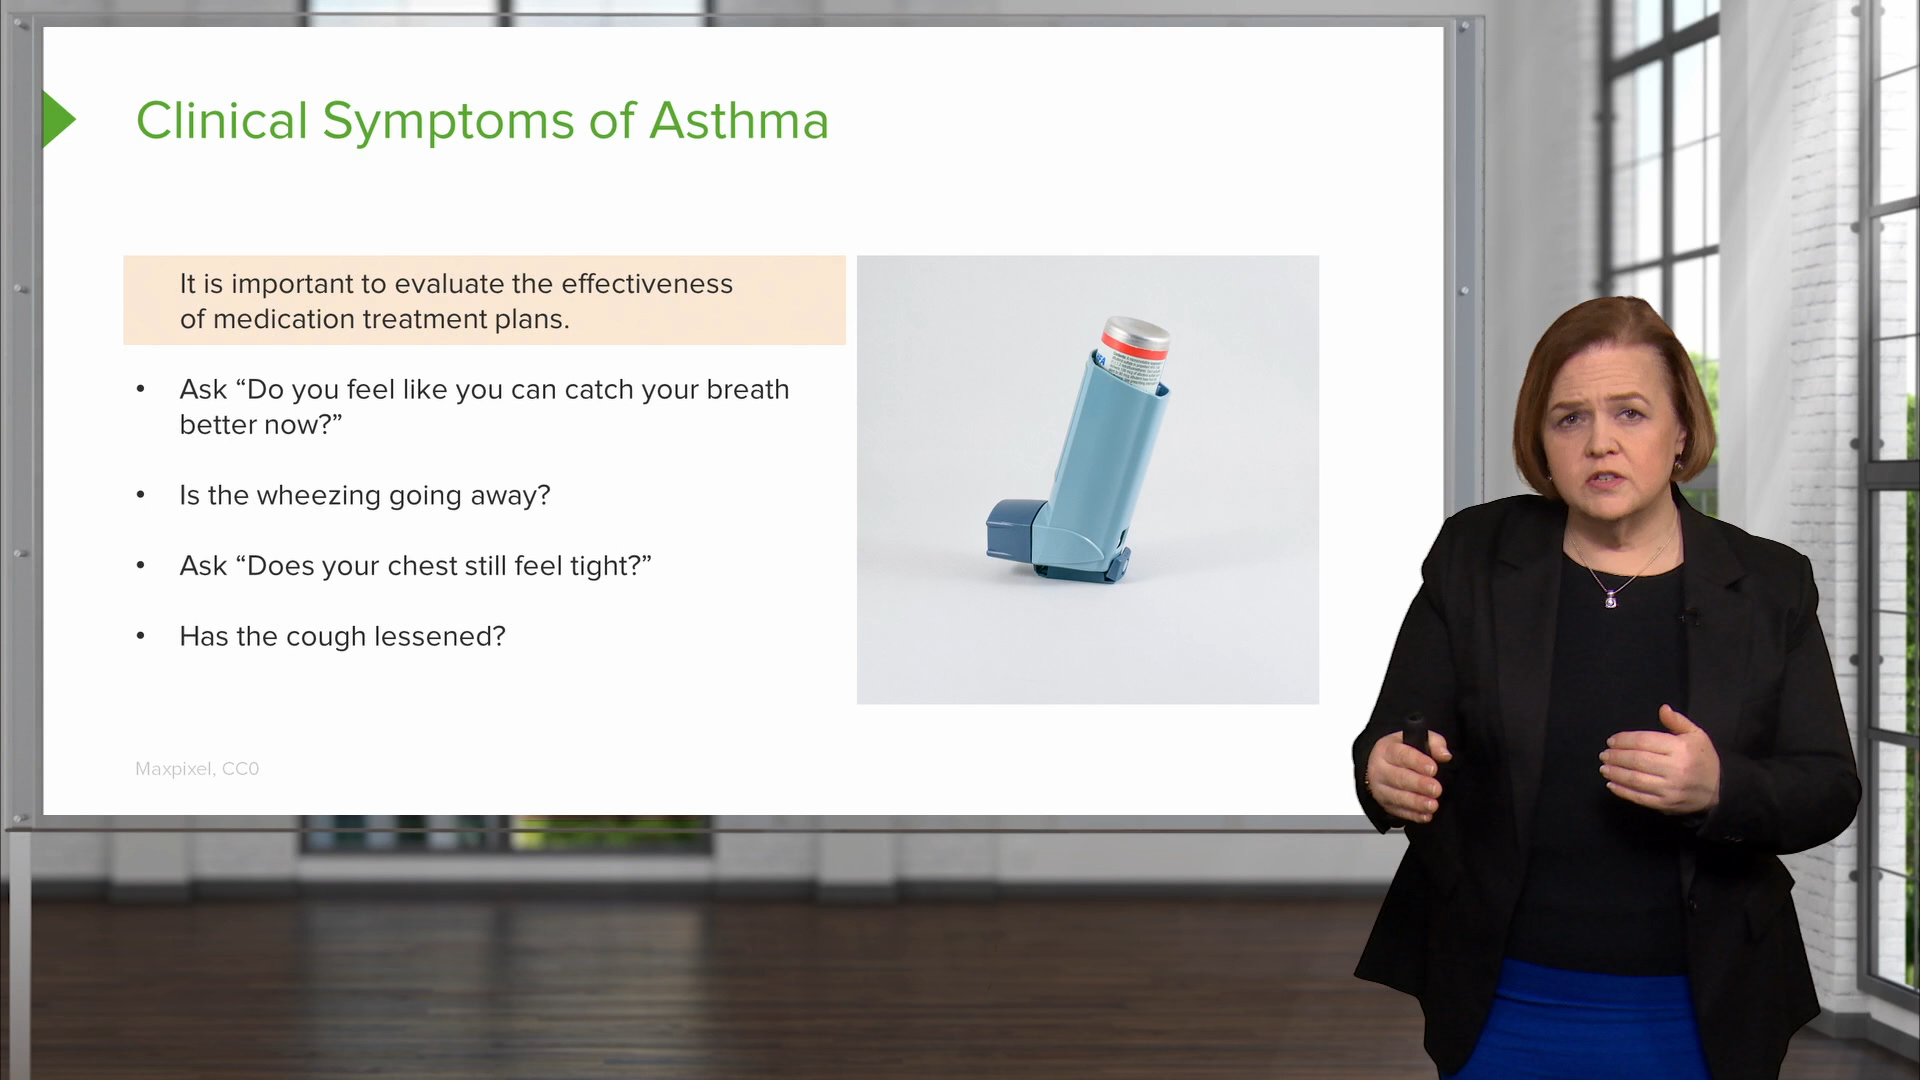 Clinical Symptoms of Asthma
It is important to evaluate the effectiveness
of medication treatment plans.
• Ask “Do you feel like you can catch your breath
better now?”
• Is the wheezing going away?
• Ask “Does your chest still feel tight?”
• Has the cough lessened?
Maxpixel, CC0